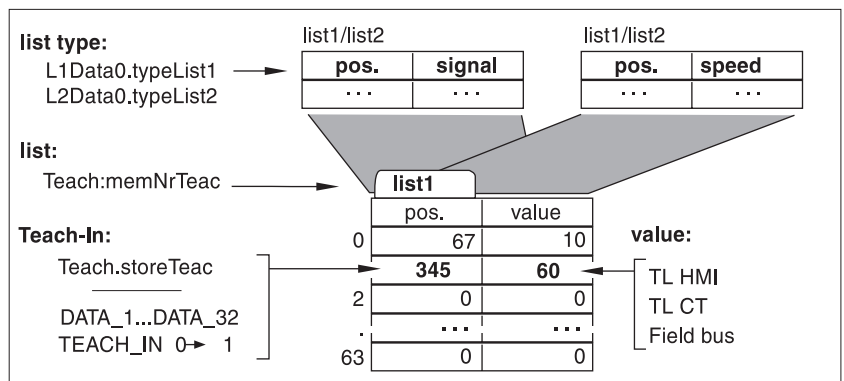 list type:
L1Data0.typeList1
L2Data0.typeList2
list1/list2
pos. signal
... ...
list1/list2
pos. speed
... ...
list:
Teach:memNrTeac
list1
pos. value
0 67 10
345 60
2 0 0
. ... ...
63 0 0
Teach-In:
Teach.storeTeac
DATA_1...DATA_32
TEACH_IN 0 → 1
value:
TL HMI
TL CT
Field bus